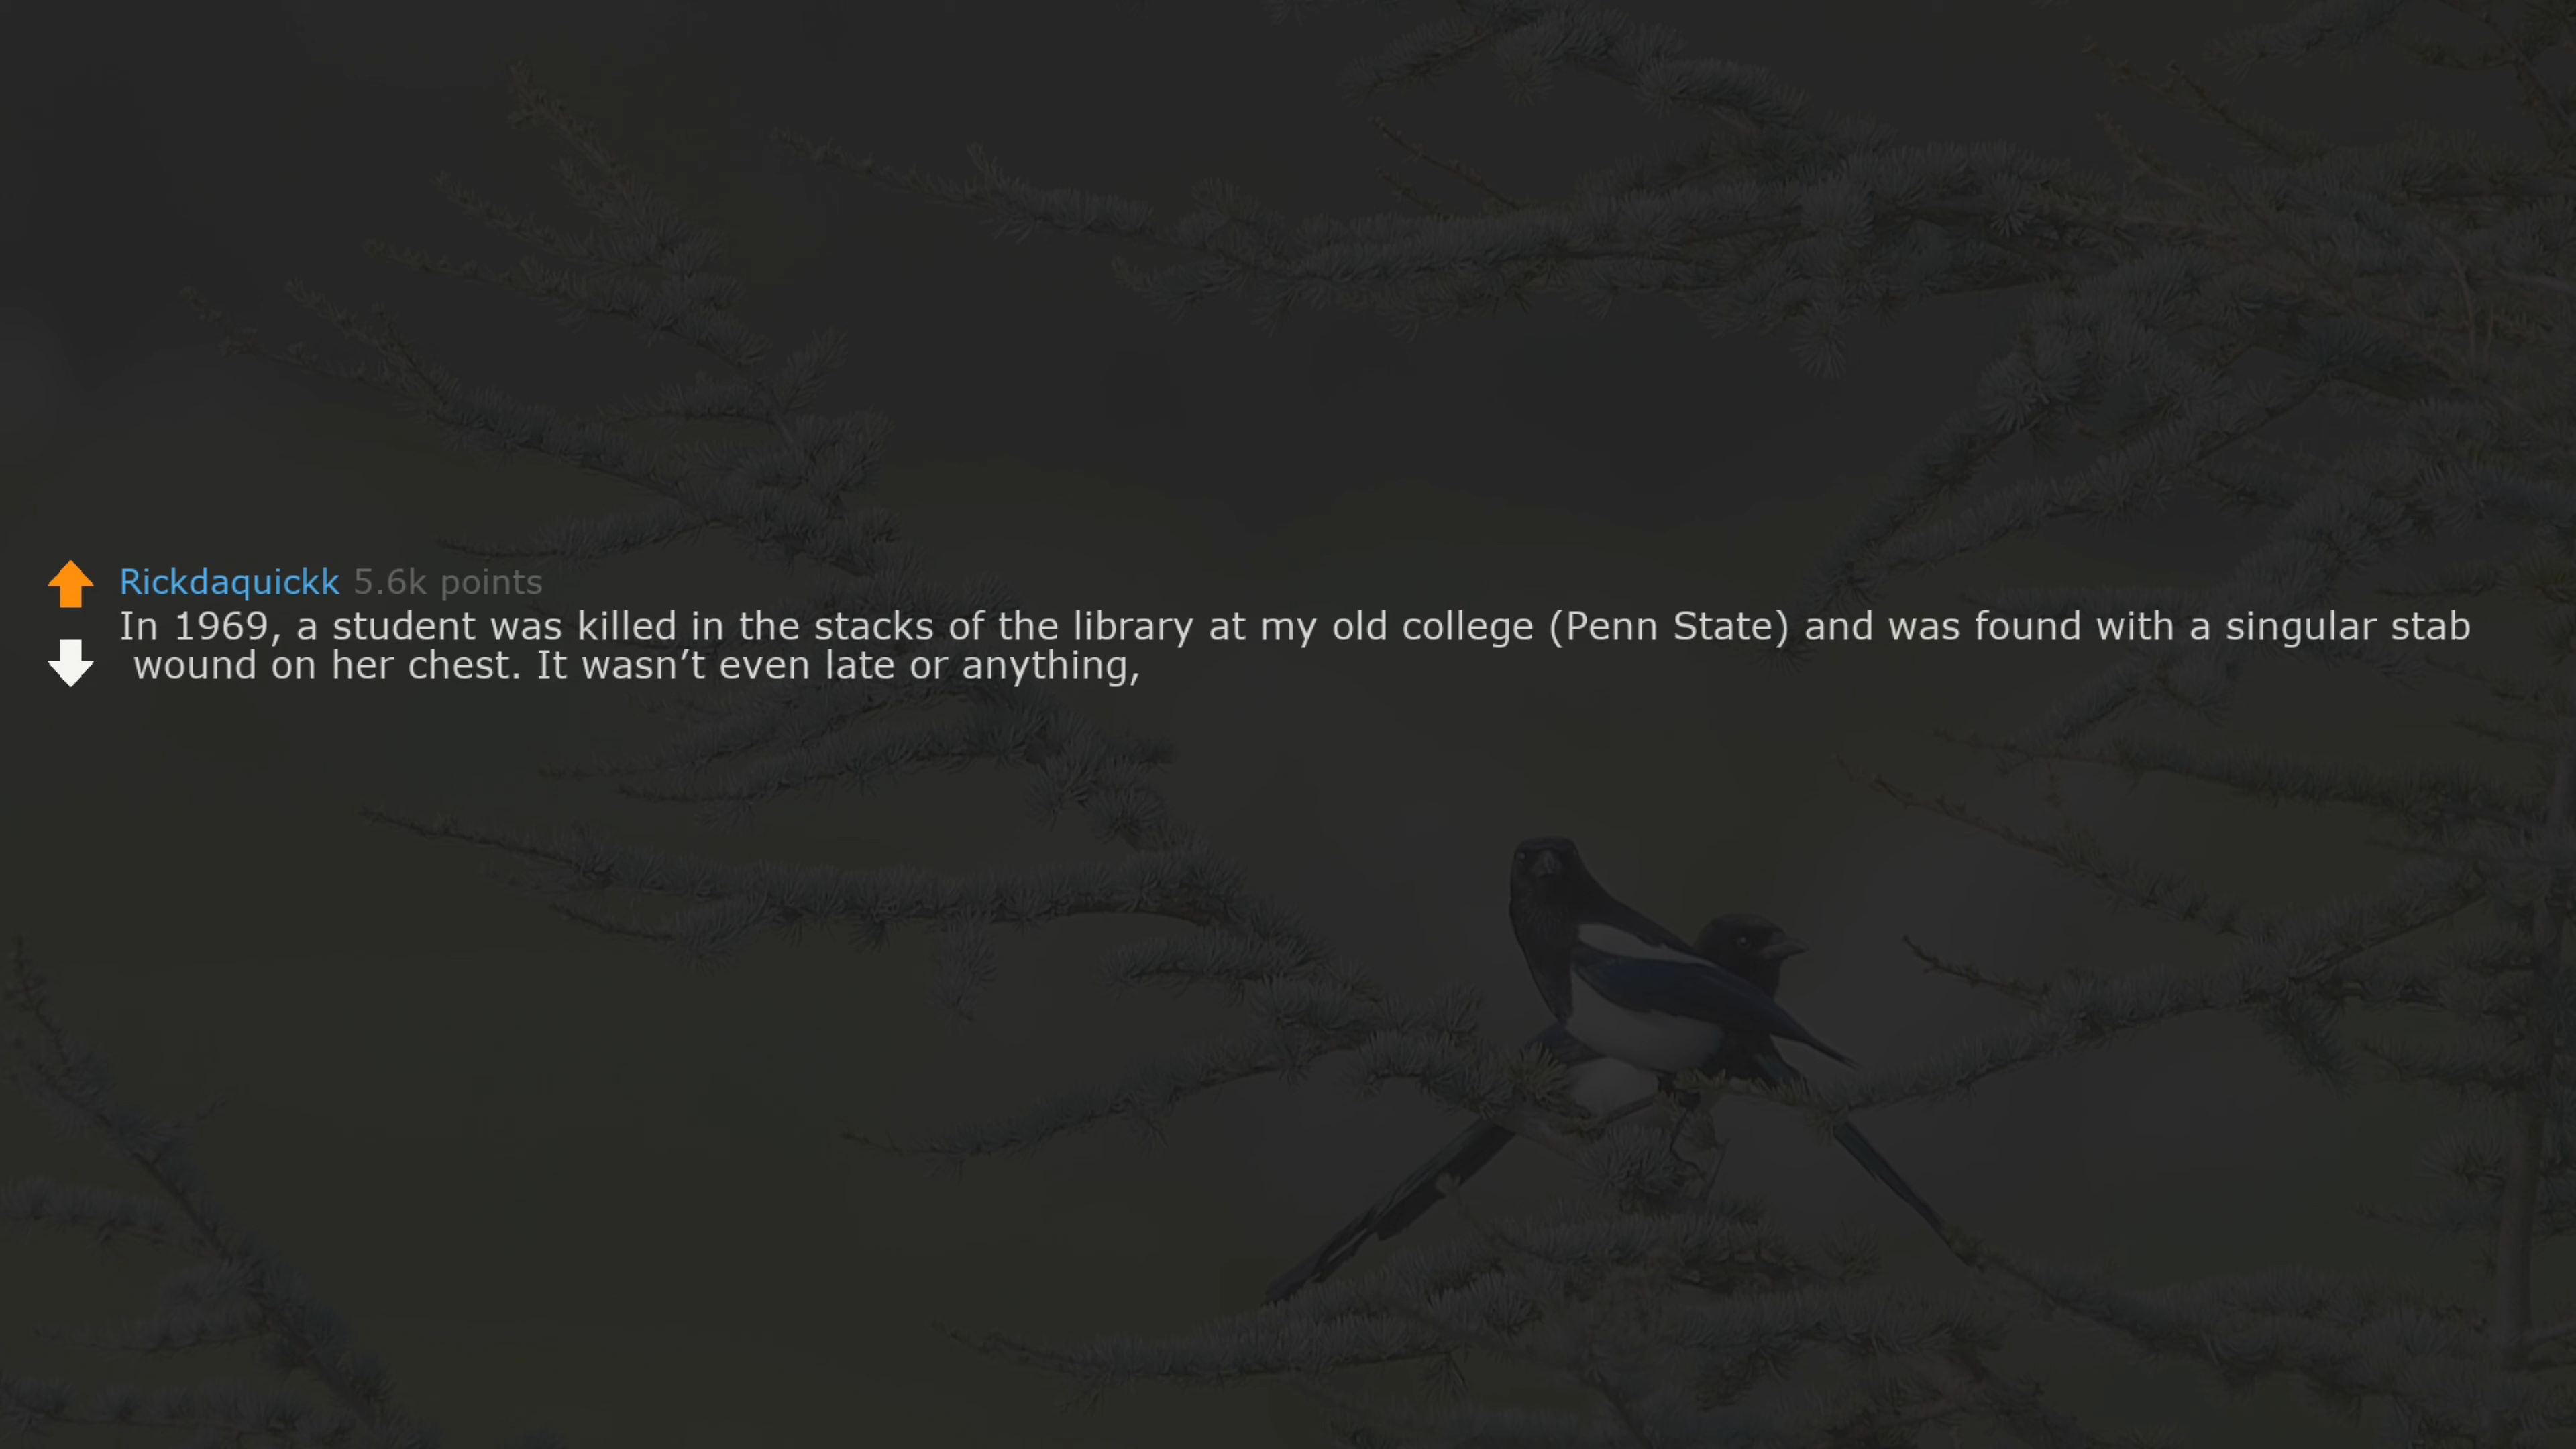 Rickdaquickk 5.6k points
In 1969, a student was killed in the stacks of the library at my old college (Penn State) and was found with a singular stab
wound on her chest. It wasn’t even late or anything,